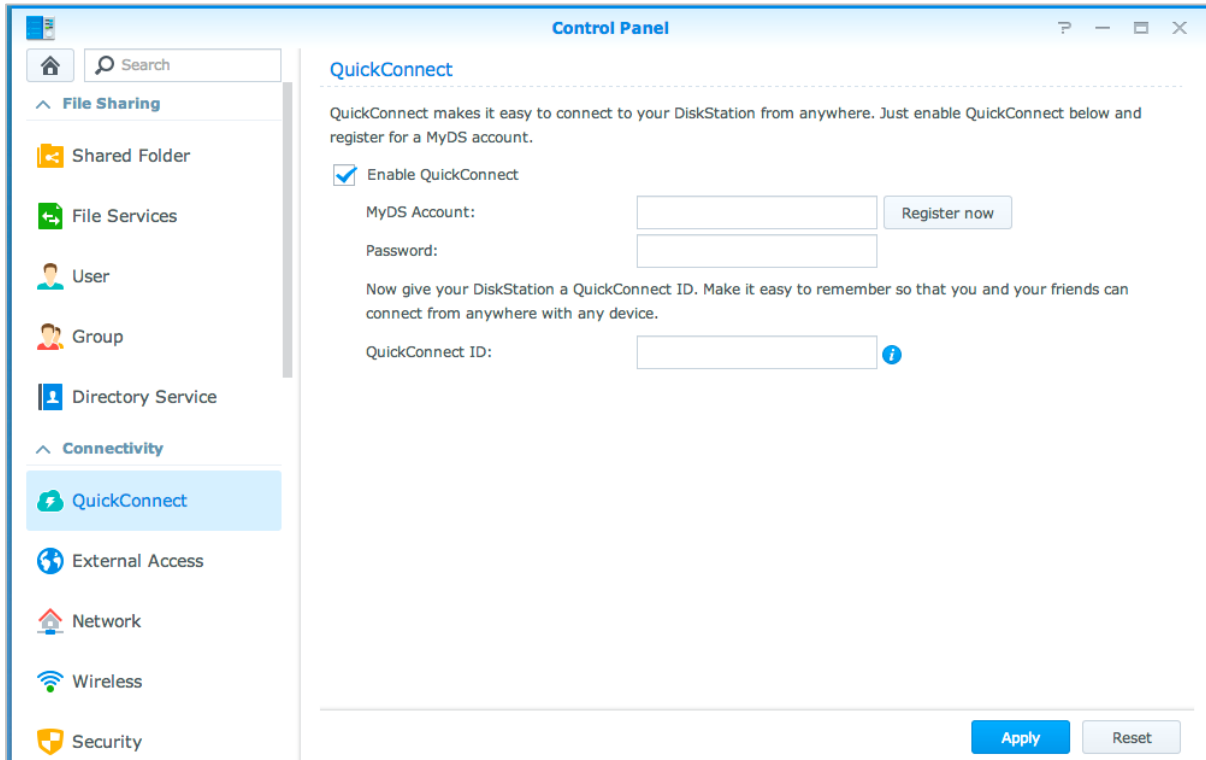 Control Panel
Search
File Sharing
Shared Folder
File Services
User
Group
Directory Service
Connectivity
QuickConnect
External Access
Network
Wireless
Security
QuickConnect
QuickConnect makes it easy to connect to your DiskStation from anywhere. Just enable QuickConnect below and
register for a MyDS account.
Enable QuickConnect
MyDS Account:
Register now
Password:
Now give your DiskStation a QuickConnect ID. Make it easy to remember so that you and your friends can
connect from anywhere with any device.
QuickConnect ID:
Apply
Reset